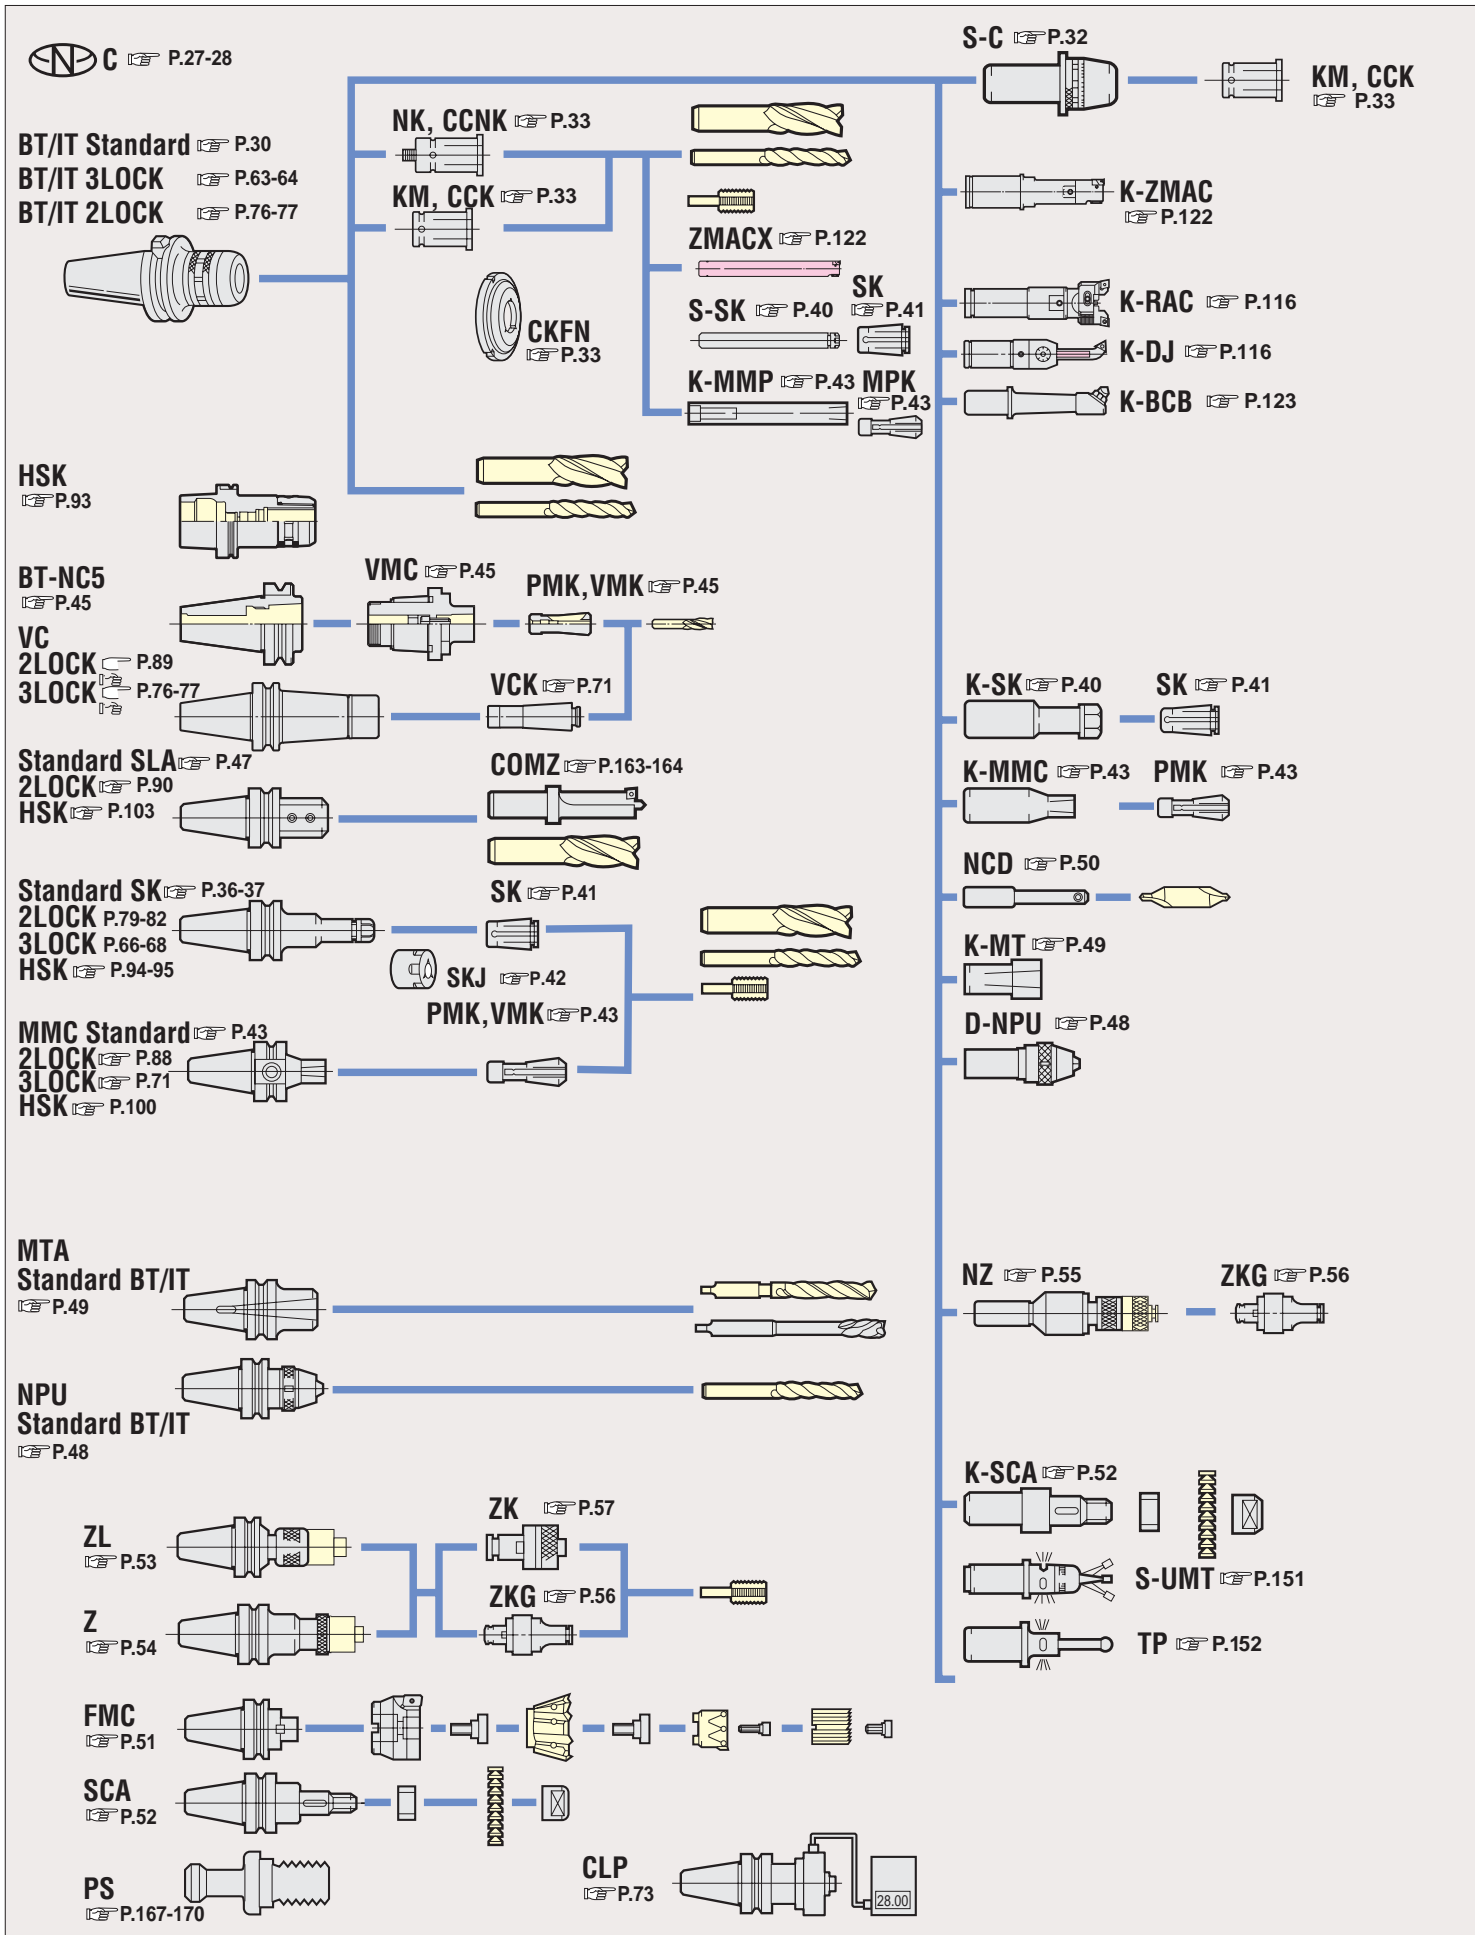 N C P.27-28
BT/IT Standard P.30
BT/IT 3LOCK P.63-64
BT/IT 2LOCK P.76-77
NK, CCNK P.33
KM, CCK P.33
CKFN
P.33
ZMACX P.122
S-SK P.40
SK
P.41
K-MMP P.43
MPK
P.43
S-C P.32
KM, CCK
P.33
K-ZMAC
P.122
K-RAC P.116
K-DJ P.116
K-BCB P.123
HSK
P.93
BT-NC5
P.45
VMC P.45
PMK,VMK P.45
VC
2LOCK P.89
3LOCK P.76-77
VCK P.71
Standard SLA P.47
2LOCK P.90
HSK P.103
COMZ P.163-164
Standard SK P.36-37
2LOCK P.79-82
3LOCK P.66-68
HSK P.94-95
SK P.41
SKJ P.42
PMK,VMK P.43
MMC Standard P.43
2LOCK P.88
3LOCK P.71
HSK P.100
K-SK P.40
SK P.41
K-MMC P.43
PMK P.43
NCD P.50
K-MT P.49
D-NPU P.48
MTA
Standard BT/IT
P.49
NPU
Standard BT/IT
P.48
NZ P.55
ZKG P.56
ZL
P.53
ZK P.57
Z
P.54
ZKG P.56
K-SCA P.52
S-UMT P.151
TP P.152
FMC
P.51
SCA
P.52
PS
P.167-170
CLP
P.73
28.00